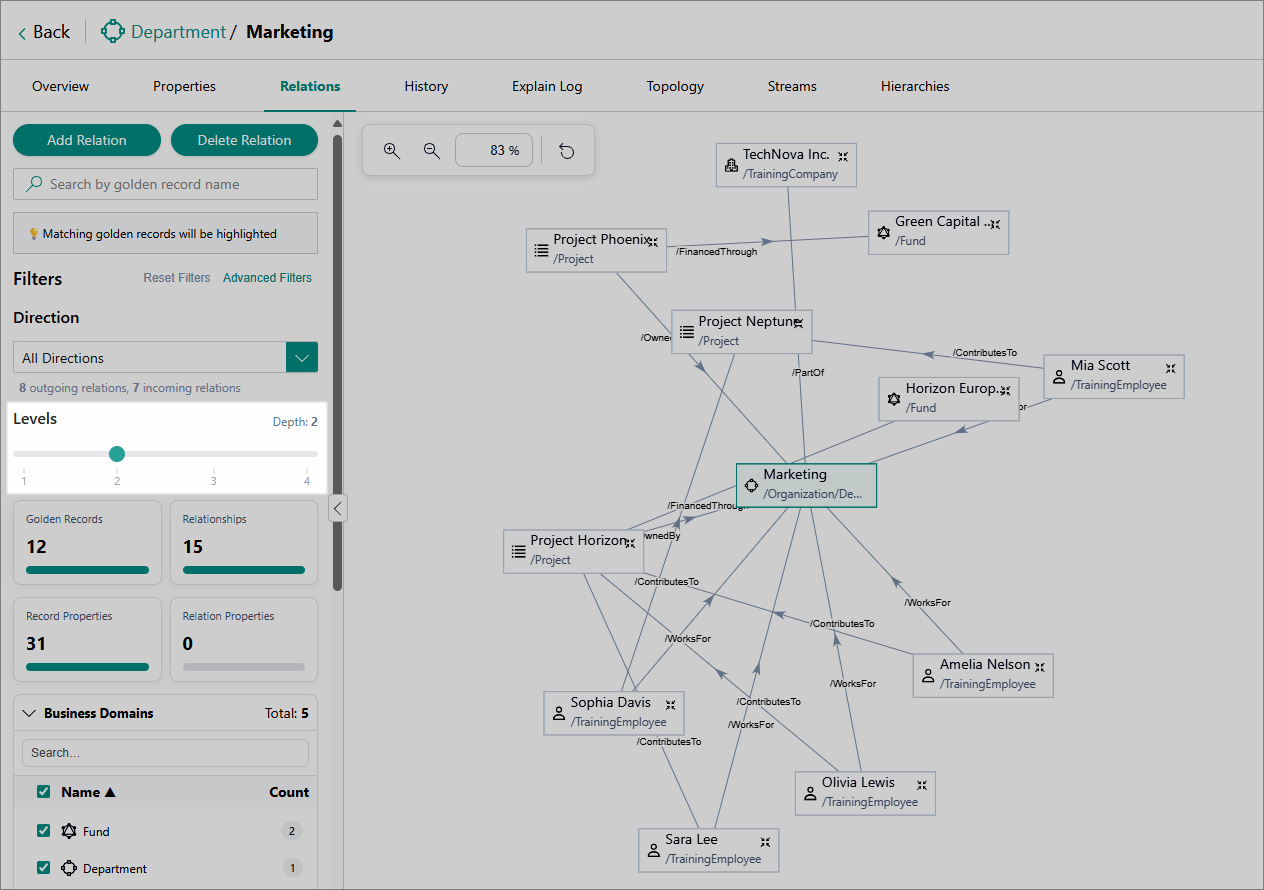 Back
Department / Marketing
Overview
Properties
Relations
History
Explain Log
Topology
Streams
Hierarchies
Add Relation
Delete Relation
Search by golden record name
Matching golden records will be highlighted
Filters
Reset Filters
Advanced Filters
Direction
All Directions
8 outgoing relations, 7 incoming relations
Levels
Depth: 2
1
2
3
4
Golden Records
12
Relationships
15
Record Properties
31
Relation Properties
0
Business Domains
Total: 5
Search...
Name
Count
Fund
2
Department
1
83 %
TechNova Inc.
/TrainingCompany
Green Capital ...
/Fund
Project Phoenix
/Project
/FinancedThrough
Project Neptune
/Project
/Owne
/ContributesTo
/PartOf
Mia Scott
/TrainingEmployee
Horizon Europ...
/Fund
or
Marketing
/Organization/De...
/FinancedThrough
wnedBy
Project Horizon
/Project
/ContributesTo
/WorksFor
/ContributesTo
/WorksFor
Amelia Nelson
/TrainingEmployee
/WorksFor
Sophia Davis
/TrainingEmployee
/ContributesTo
/WorksFor
/ContributesTo
Olivia Lewis
/TrainingEmployee
Sara Lee
/TrainingEmployee